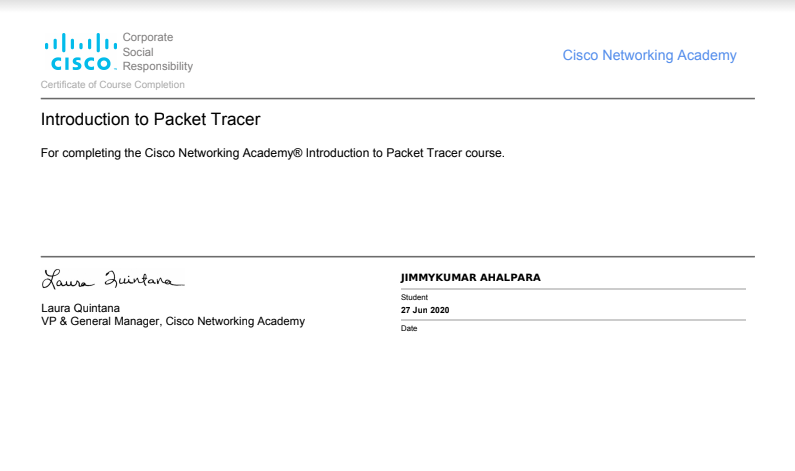 Corporate
Social
Responsibility
CISCO
Cisco Networking Academy
Certificate of Course Completion
Introduction to Packet Tracer
For completing the Cisco Networking Academy® Introduction to Packet Tracer course.
Laura Quintana
Laura Quintana
VP & General Manager, Cisco Networking Academy
JIMMYKUMAR AHALPARA
Student
27 Jun 2020
Date